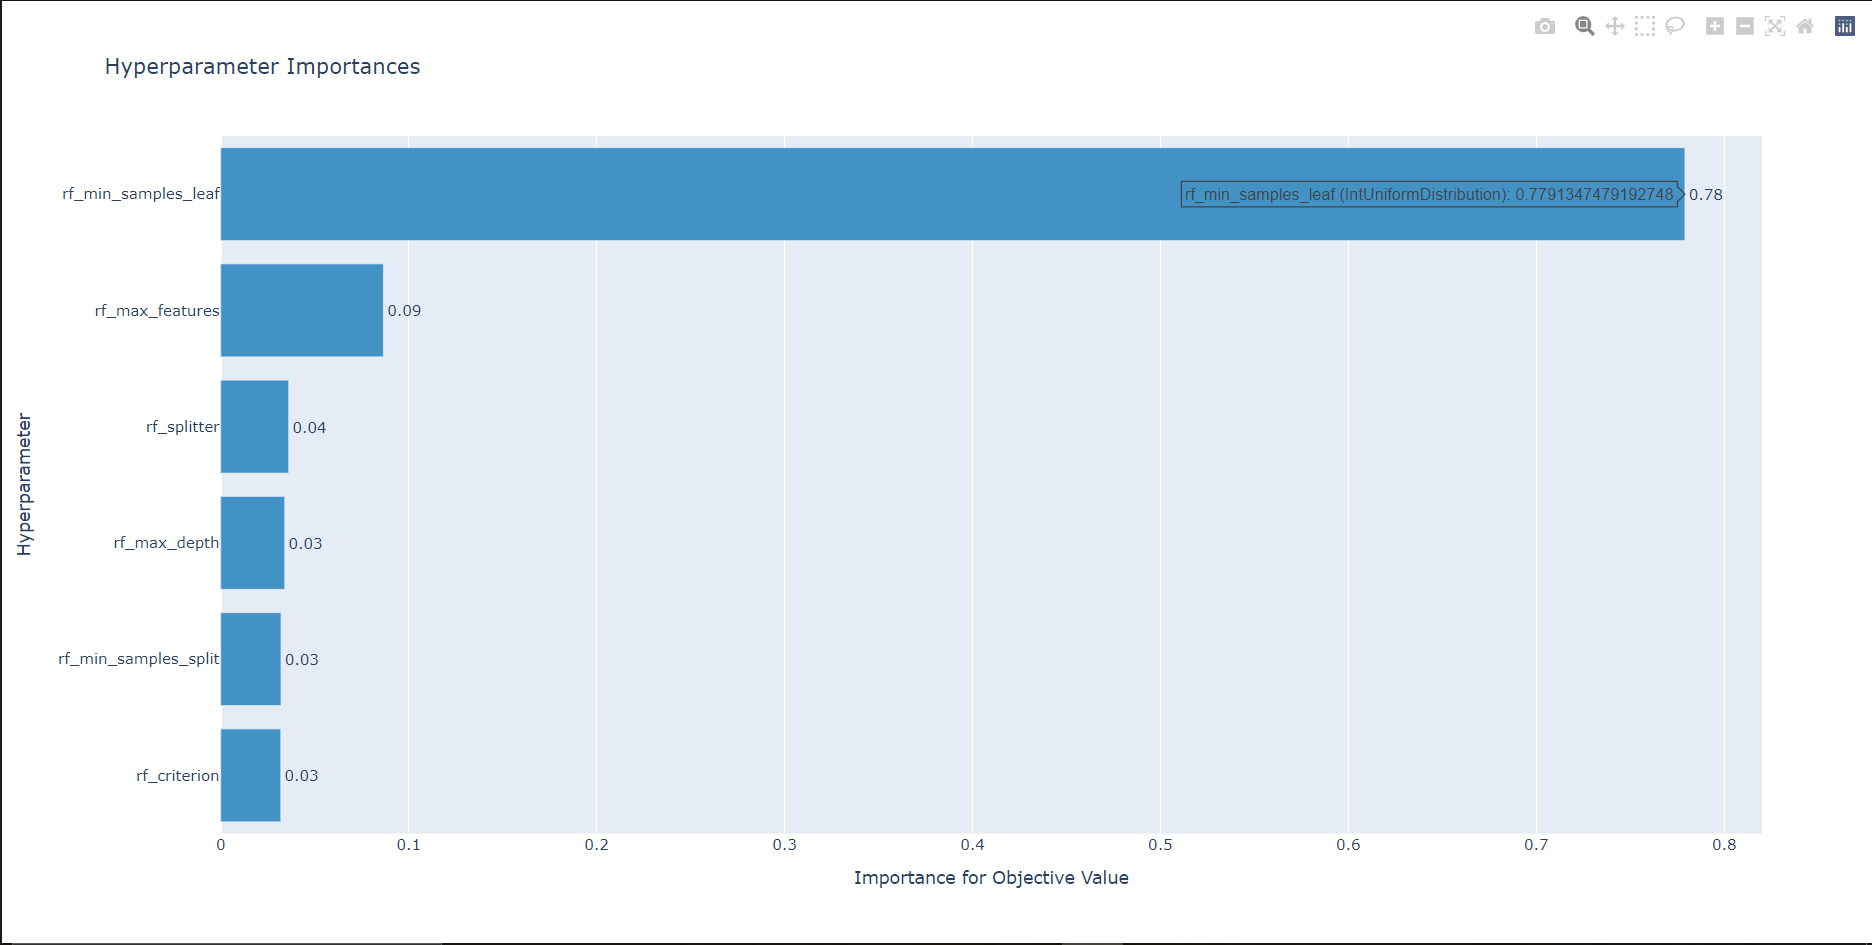 Hyperparameter Importances
rf_min_samples_leaf
rf_min_samples_leaf (IntUniformDistribution): 0.7791347479192748
0.78
rf_max_features
0.09
rf_splitter
0.04
rf_max_depth
0.03
rf_min_samples_split
0.03
rf_criterion
0.03
Hyperparameter
0 0.1 0.2 0.3 0.4 0.5 0.6 0.7 0.8
Importance for Objective Value